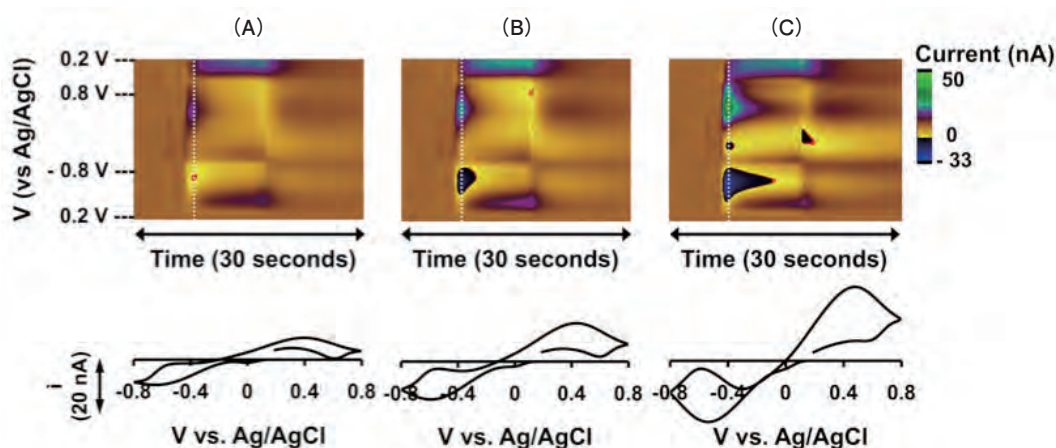 (A)
(B)
(C)
Current (nA)
50
0
- 33
V (vs Ag/AgCl)
0.2 V ---
0.8 V ---
- 0.8 V ---
0.2 V ---
Time (30 seconds)
Time (30 seconds)
Time (30 seconds)
i
(20 nA)
-0.8 -0.4 0 0.4 0.8
-0.8 -0.4 0 0.4 0.8
-0.8 -0.4 0 0.4 0.8
V vs. Ag/AgCl
V vs. Ag/AgCl
V vs. Ag/AgCl